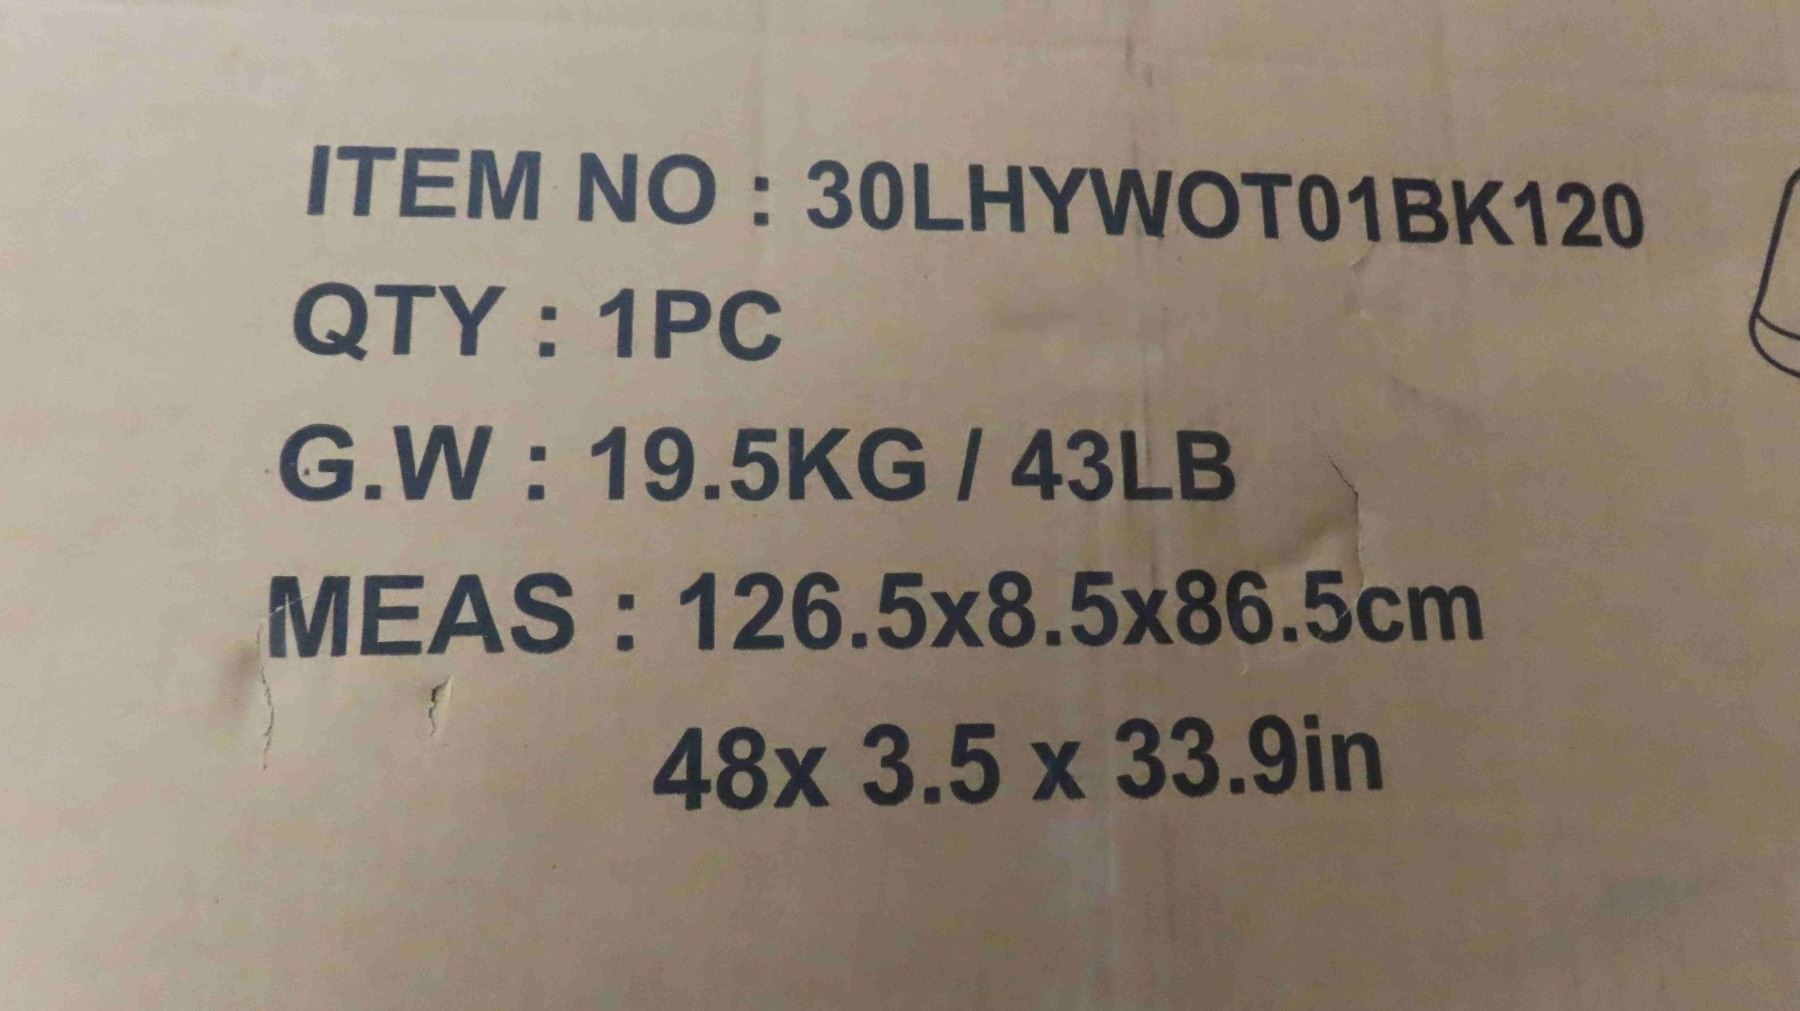 ITEM NO : 30LHYWOT01BK120
QTY : 1PC
G.W : 19.5KG / 43LB
MEAS : 126.5x8.5x86.5cm
48x 3.5 x 33.9in